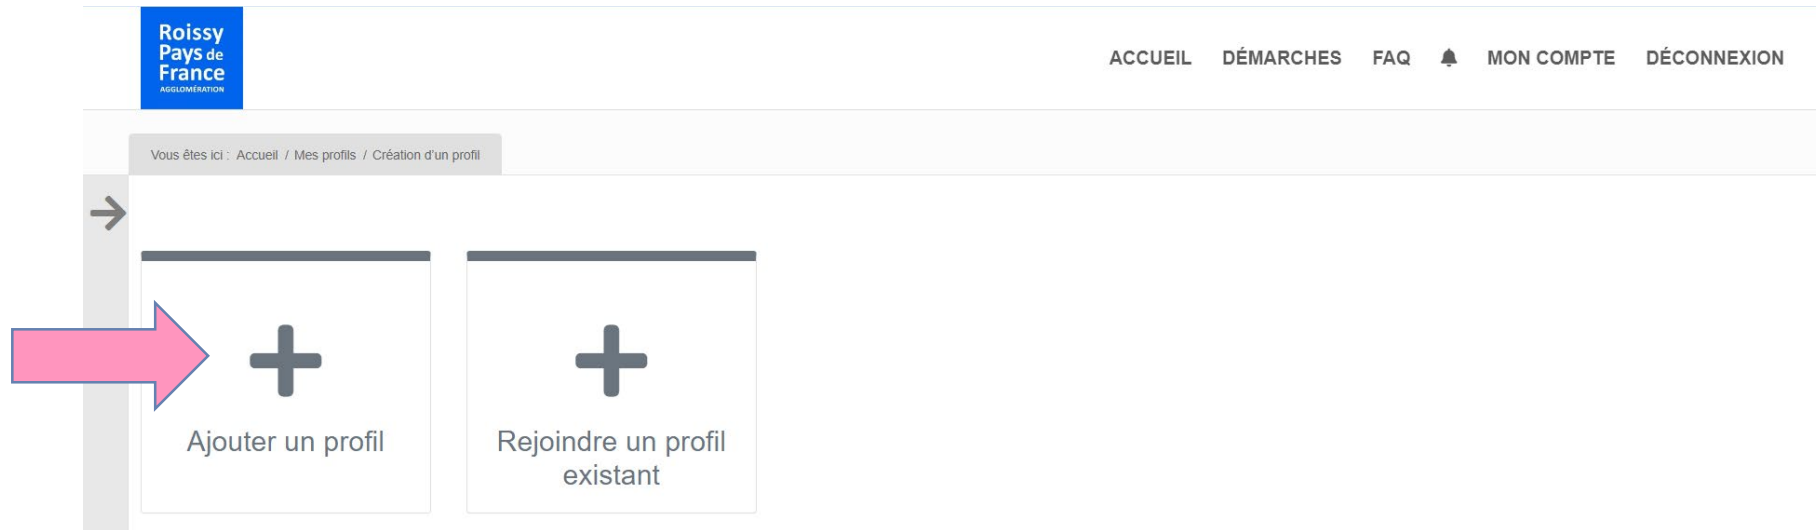 Roissy
Pays de
France
AGGLOMÉRATION
ACCUEIL DÉMARCHES FAQ MON COMPTE DÉCONNEXION
Vous êtes ici : Accueil / Mes profils / Création d'un profil
Ajouter un profil
Rejoindre un profil
existant